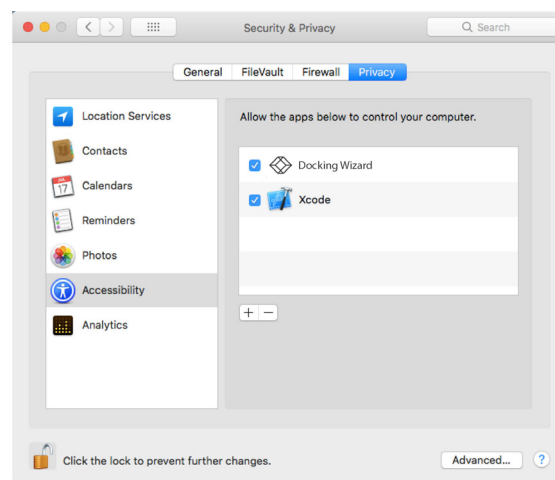 Security & Privacy
Search
General FileVault Firewall Privacy
Location Services
Contacts
JUL
17
Calendars
Reminders
Photos
Accessibility
Analytics
Allow the apps below to control your computer.
Docking Wizard
Xcode
+ −
Click the lock to prevent further changes.
Advanced... ?